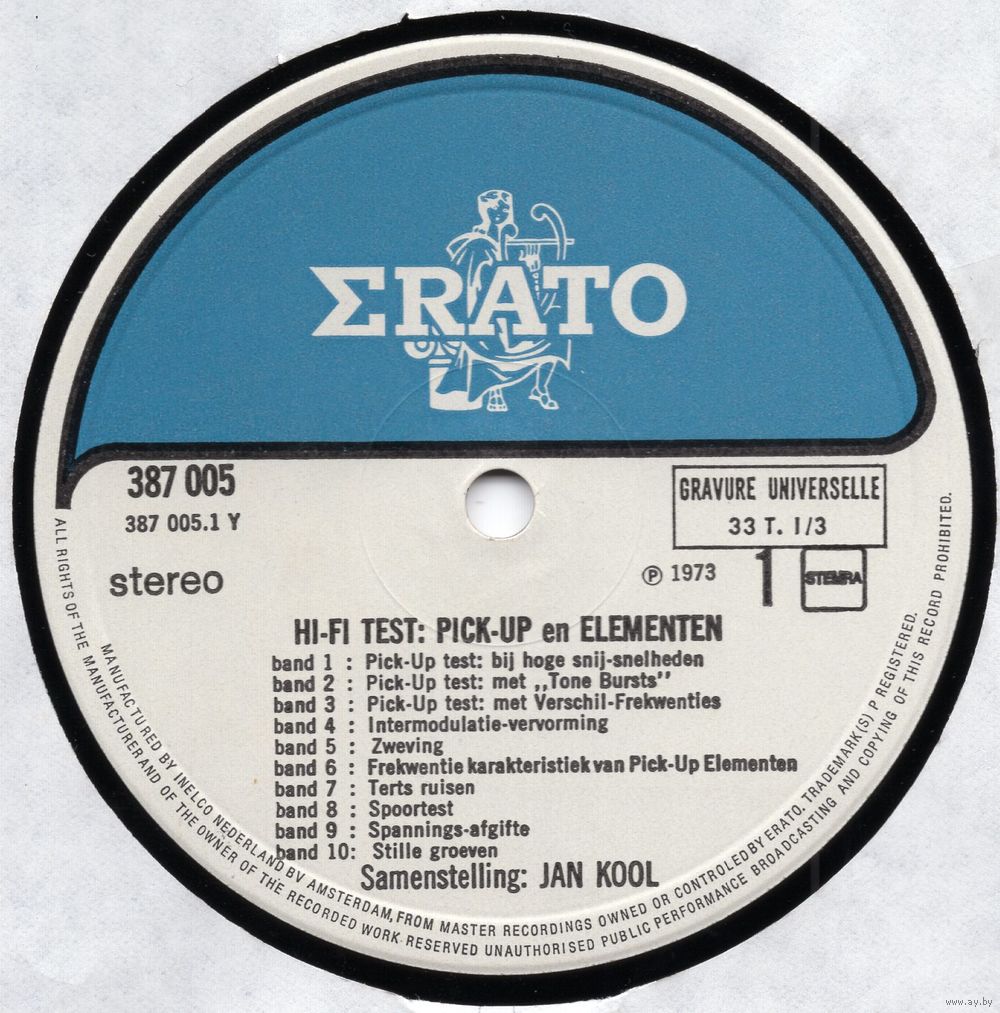 ΣRATO
387 005
387 005.1 Y
stereo
GRAVURE UNIVERSELLE
33 T. 1/3
℗ 1973
1
STEMRA
HI-FI TEST: PICK-UP en ELEMENTEN
band 1 : Pick-Up test: bij hoge snij-snelheden
band 2 : Pick-Up test: met „Tone Bursts”
band 3 : Pick-Up test: met Verschil-Frekwenties
band 4 : Intermodulatie-vervorming
band 5 : Zweving
band 6 : Frekwentie karakteristiek van Pick-Up Elementen
band 7 : Terts ruisen
band 8 : Spoortest
band 9 : Spannings-afgifte
band 10: Stille groeven
Samenstelling: JAN KOOL
MANUFACTURED BY INELCO NEDERLAND BV AMSTERDAM, FROM MASTER RECORDINGS OWNED OR CONTROLED BY ERATO. TRADEMARK(S) P REGISTERED.
ALL RIGHTS OF THE MANUFACTURER AND OF THE OWNER OF THE RECORDED WORK RESERVED UNAUTHORISED PUBLIC PERFORMANCE BROADCASTING AND COPYING OF THIS RECORD PROHIBITED.
www.ay.by